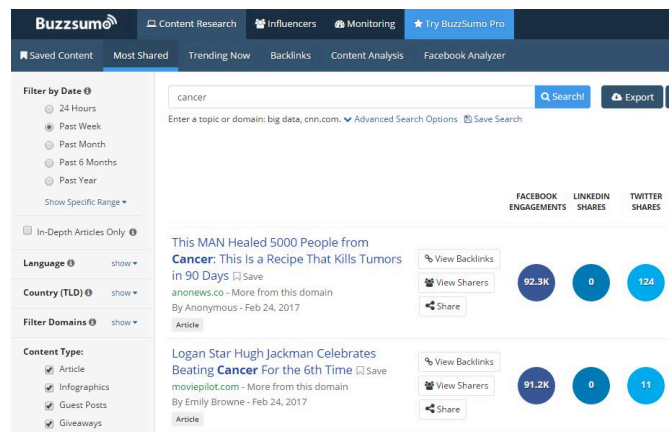 Buzzsumo
Content Research
Influencers
Monitoring
Try BuzzSumo Pro
Saved Content
Most Shared
Trending Now
Backlinks
Content Analysis
Facebook Analyzer
Filter by Date
24 Hours
Past Week
Past Month
Past 6 Months
Past Year
Show Specific Range
In-Depth Articles Only
Language show
Country (TLD) show
Filter Domains show
Content Type:
Article
Infographics
Guest Posts
Giveaways
cancer
Search!
Export
Enter a topic or domain: big data, cnn.com. Advanced Search Options Save Search
FACEBOOK ENGAGEMENTS
LINKEDIN SHARES
TWITTER SHARES
This MAN Healed 5000 People from
Cancer: This Is a Recipe That Kills Tumors
in 90 Days Save
anonews.co - More from this domain
By Anonymous - Feb 24, 2017
Article
View Backlinks
View Sharers
Share
92.3K
0
124
Logan Star Hugh Jackman Celebrates
Beating Cancer For the 6th
Time Save
moviepilot.com - More from this domain
By Emily Browne - Feb 24, 2017
Article
View Backlinks
View Sharers
Share
91.2K
0
11